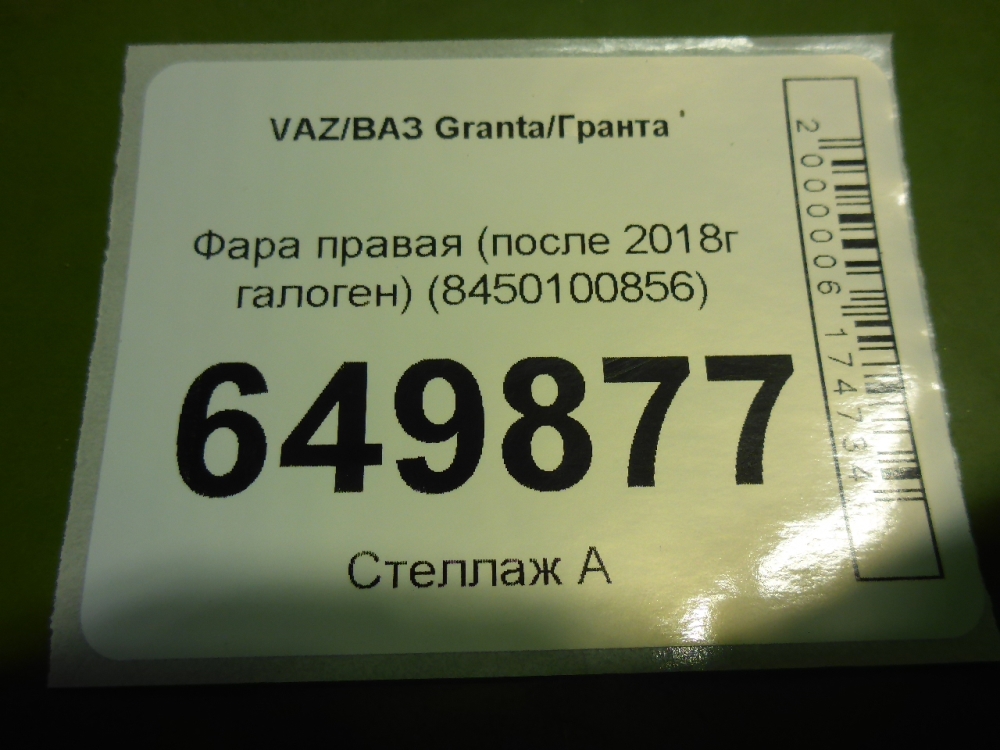 VAZ/ВАЗ Granta/Гранта '
Фара правая (после 2018г
галоген) (8450100856)
649877
Стеллаж А
2000006174734